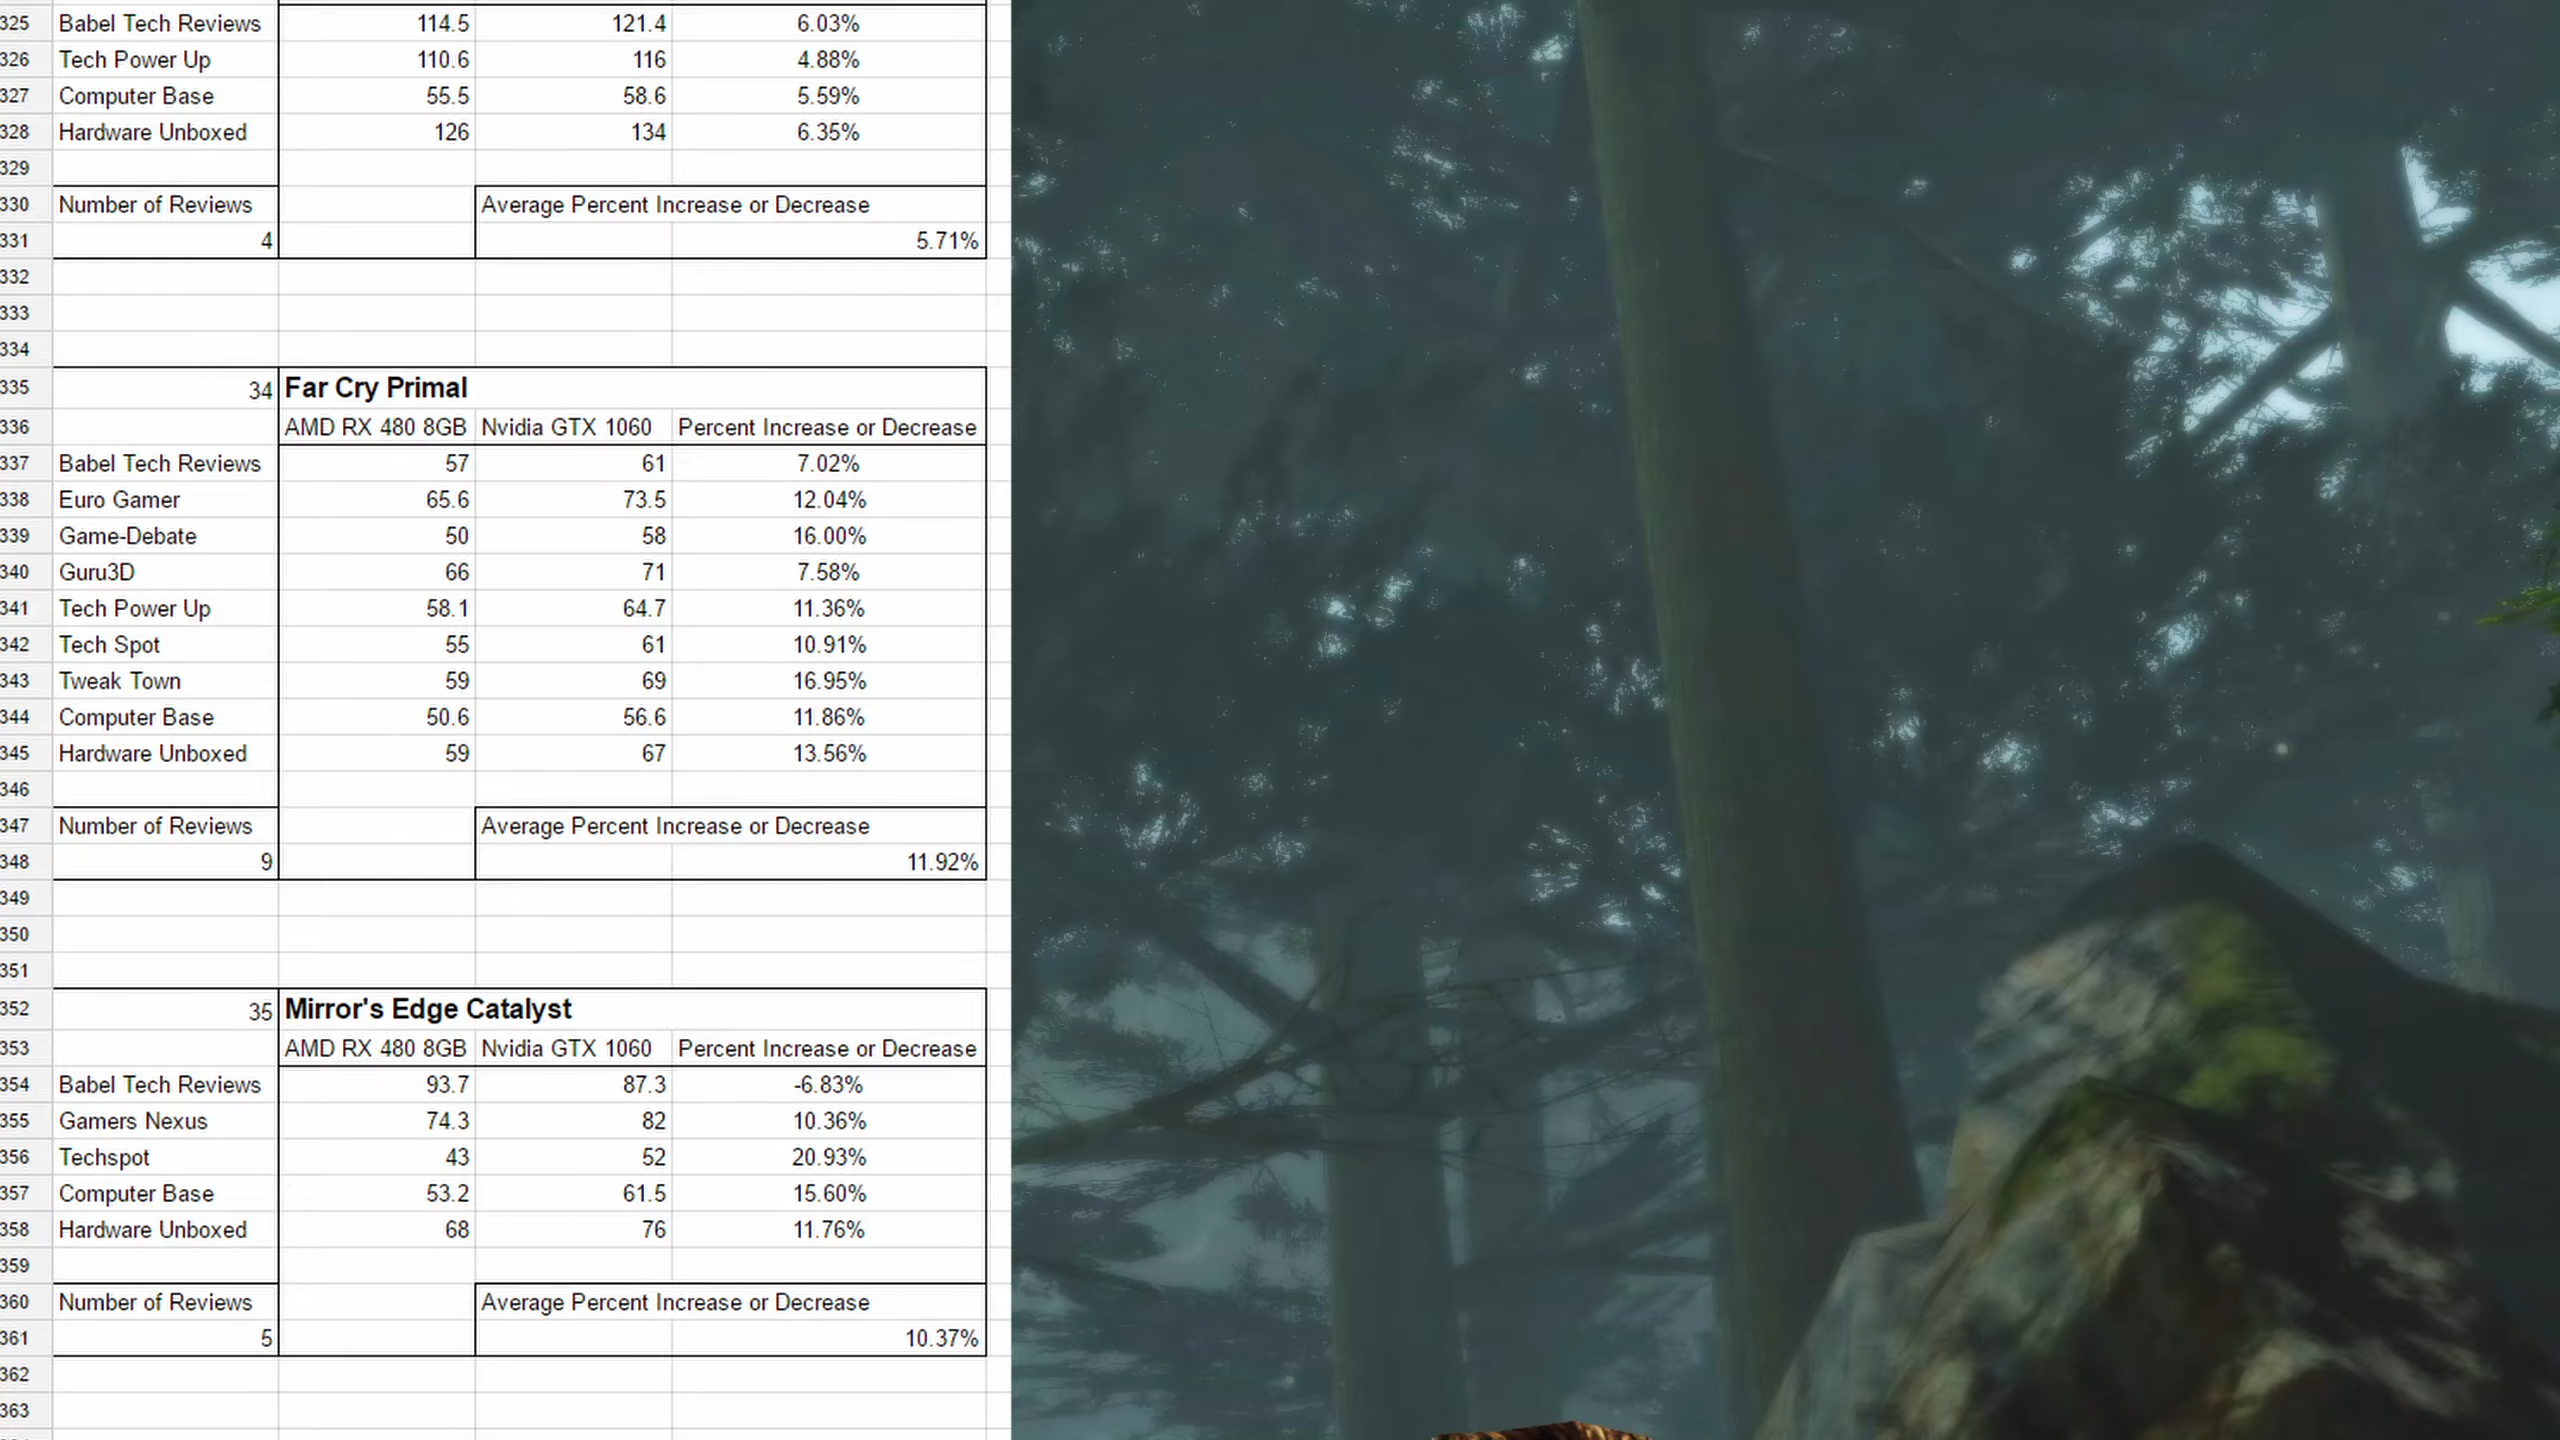 325 Babel Tech Reviews 114.5 121.4 6.03%
326 Tech Power Up 110.6 116 4.88%
327 Computer Base 55.5 58.6 5.59%
328 Hardware Unboxed 126 134 6.35%
329
330 Number of Reviews Average Percent Increase or Decrease
331 4 5.71%
332
333
334
335 34 Far Cry Primal
336 AMD RX 480 8GB Nvidia GTX 1060 Percent Increase or Decrease
337 Babel Tech Reviews 57 61 7.02%
338 Euro Gamer 65.6 73.5 12.04%
339 Game-Debate 50 58 16.00%
340 Guru3D 66 71 7.58%
341 Tech Power Up 58.1 64.7 11.36%
342 Tech Spot 55 61 10.91%
343 Tweak Town 59 69 16.95%
344 Computer Base 50.6 56.6 11.86%
345 Hardware Unboxed 59 67 13.56%
346
347 Number of Reviews Average Percent Increase or Decrease
348 9 11.92%
349
350
351
352 35 Mirror's Edge Catalyst
353 AMD RX 480 8GB Nvidia GTX 1060 Percent Increase or Decrease
354 Babel Tech Reviews 93.7 87.3 -6.83%
355 Gamers Nexus 74.3 82 10.36%
356 Techspot 43 52 20.93%
357 Computer Base 53.2 61.5 15.60%
358 Hardware Unboxed 68 76 11.76%
359
360 Number of Reviews Average Percent Increase or Decrease
361 5 10.37%
362
363